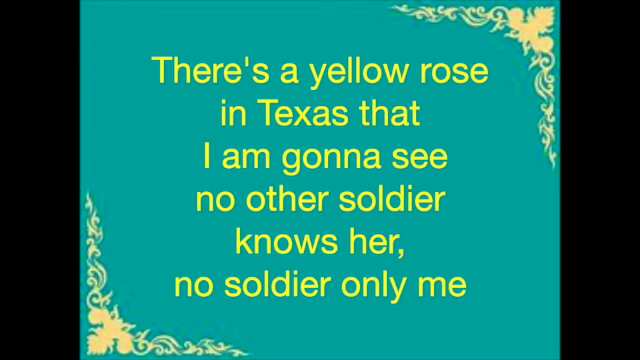 There's a yellow rose
in Texas that
I am gonna see
no other soldier
knows her,
no soldier only me